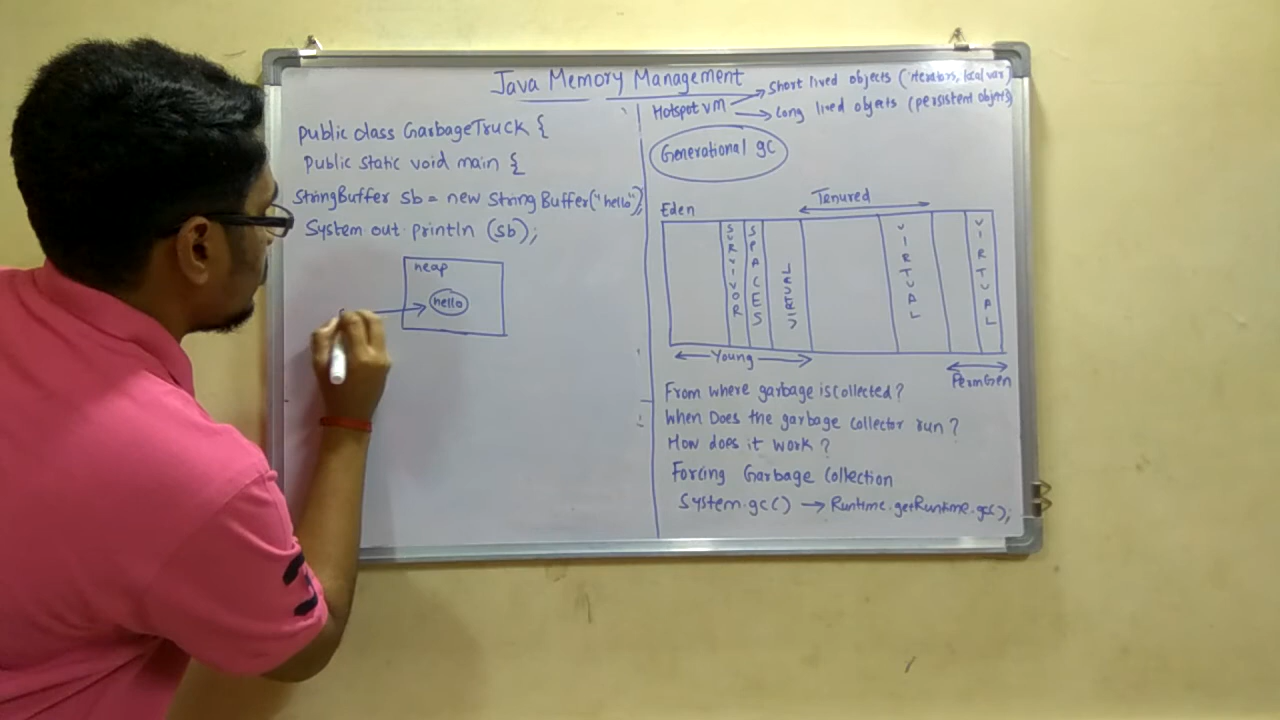 Java Memory Management
public class GarbageTruck {
Public static void main {
StringBuffer sb = new StringBuffer("hello");
System out println (sb);
heap
hello
Hotspot vm
Short lived objects (iterators, local var)
Long lived objects (persistent objects)
Generational gc
Eden
Tenured
SURVIVOR
SPACES
VIRTUAL
VIRTUAL
VIRTUAL
Young
PermGen
From where garbage is collected?
When Does the garbage collector run?
How does it work?
Forcing Garbage Collection
System.gc() → Runtime.getRuntime.gc();